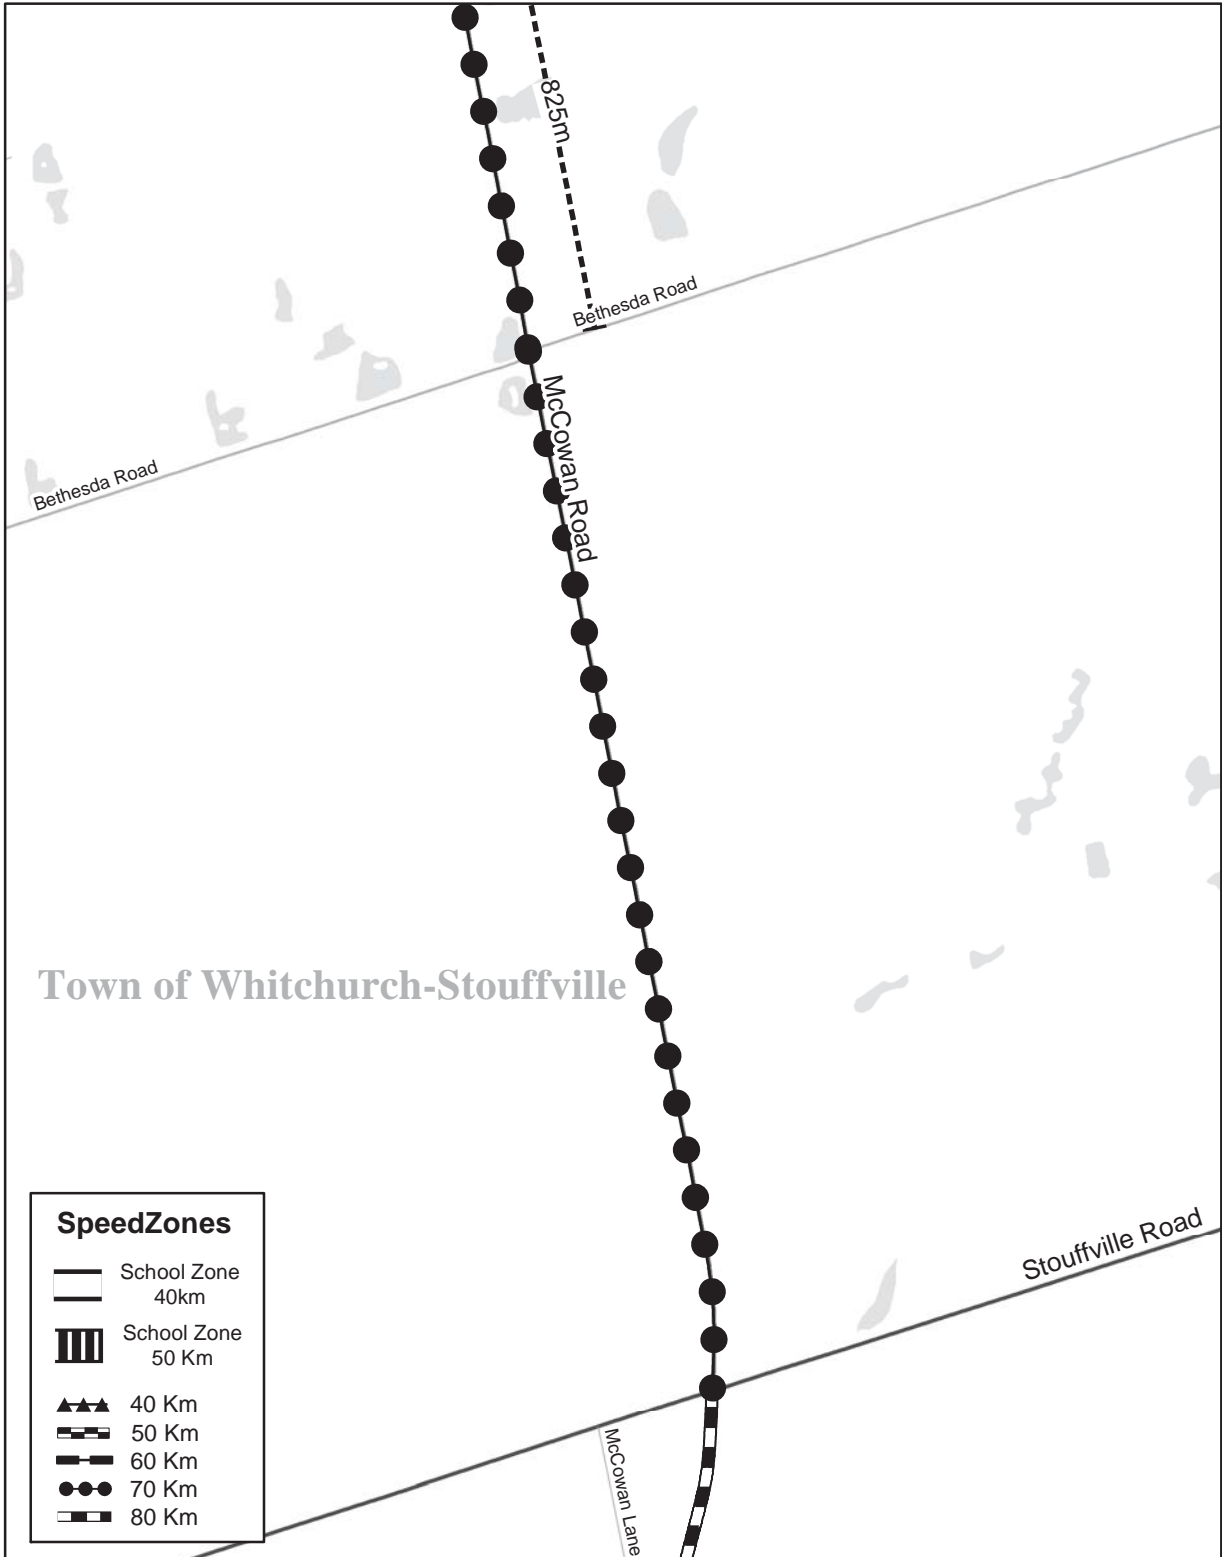 825m
Bethesda Road
McCowan Road
Bethesda Road
Town of Whitchurch-Stouffville
Stouffville Road
McCowan Lane
SpeedZones
School Zone
40km
School Zone
50 Km
40 Km
50 Km
60 Km
70 Km
80 Km